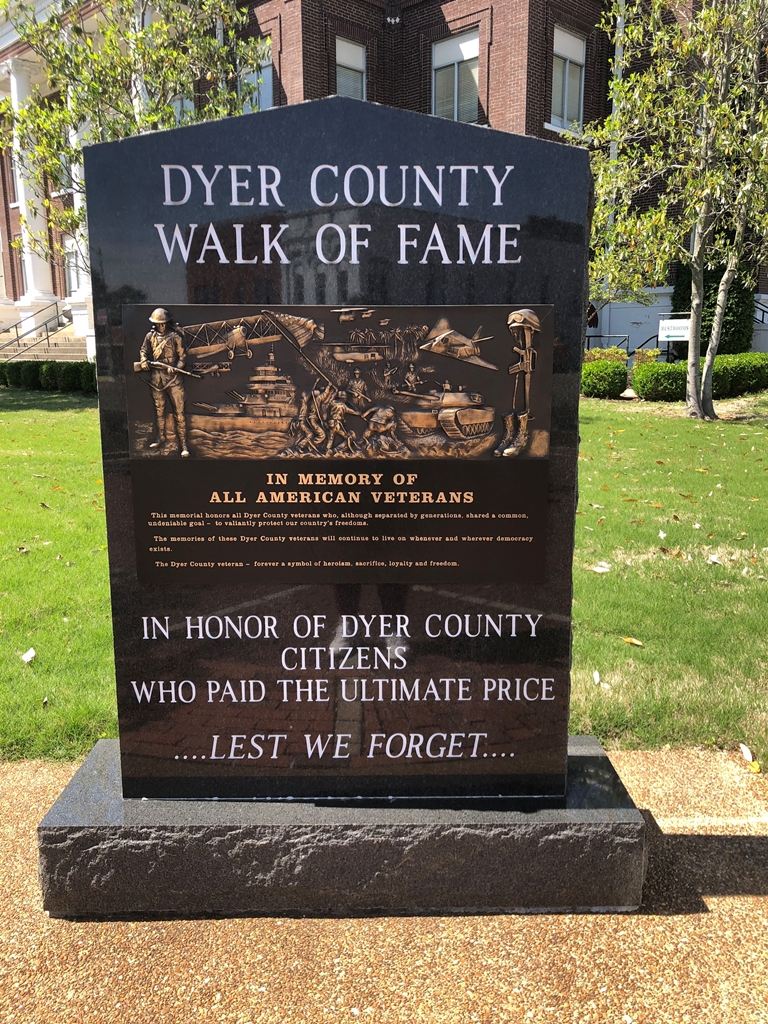 DYER COUNTY
WALK OF FAME
IN MEMORY OF
ALL AMERICAN VETERANS
This memorial honors all Dyer County veterans who, although separated by generations, shared a common,
undeniable goal – to valiantly protect our country's freedoms.
The memories of these Dyer County veterans will continue to live on whenever and wherever democracy
exists.
The Dyer County veteran – forever a symbol of heroism, sacrifice, loyalty and freedom.
IN HONOR OF DYER COUNTY
CITIZENS
WHO PAID THE ULTIMATE PRICE
....LEST WE FORGET....
RESTROOMS